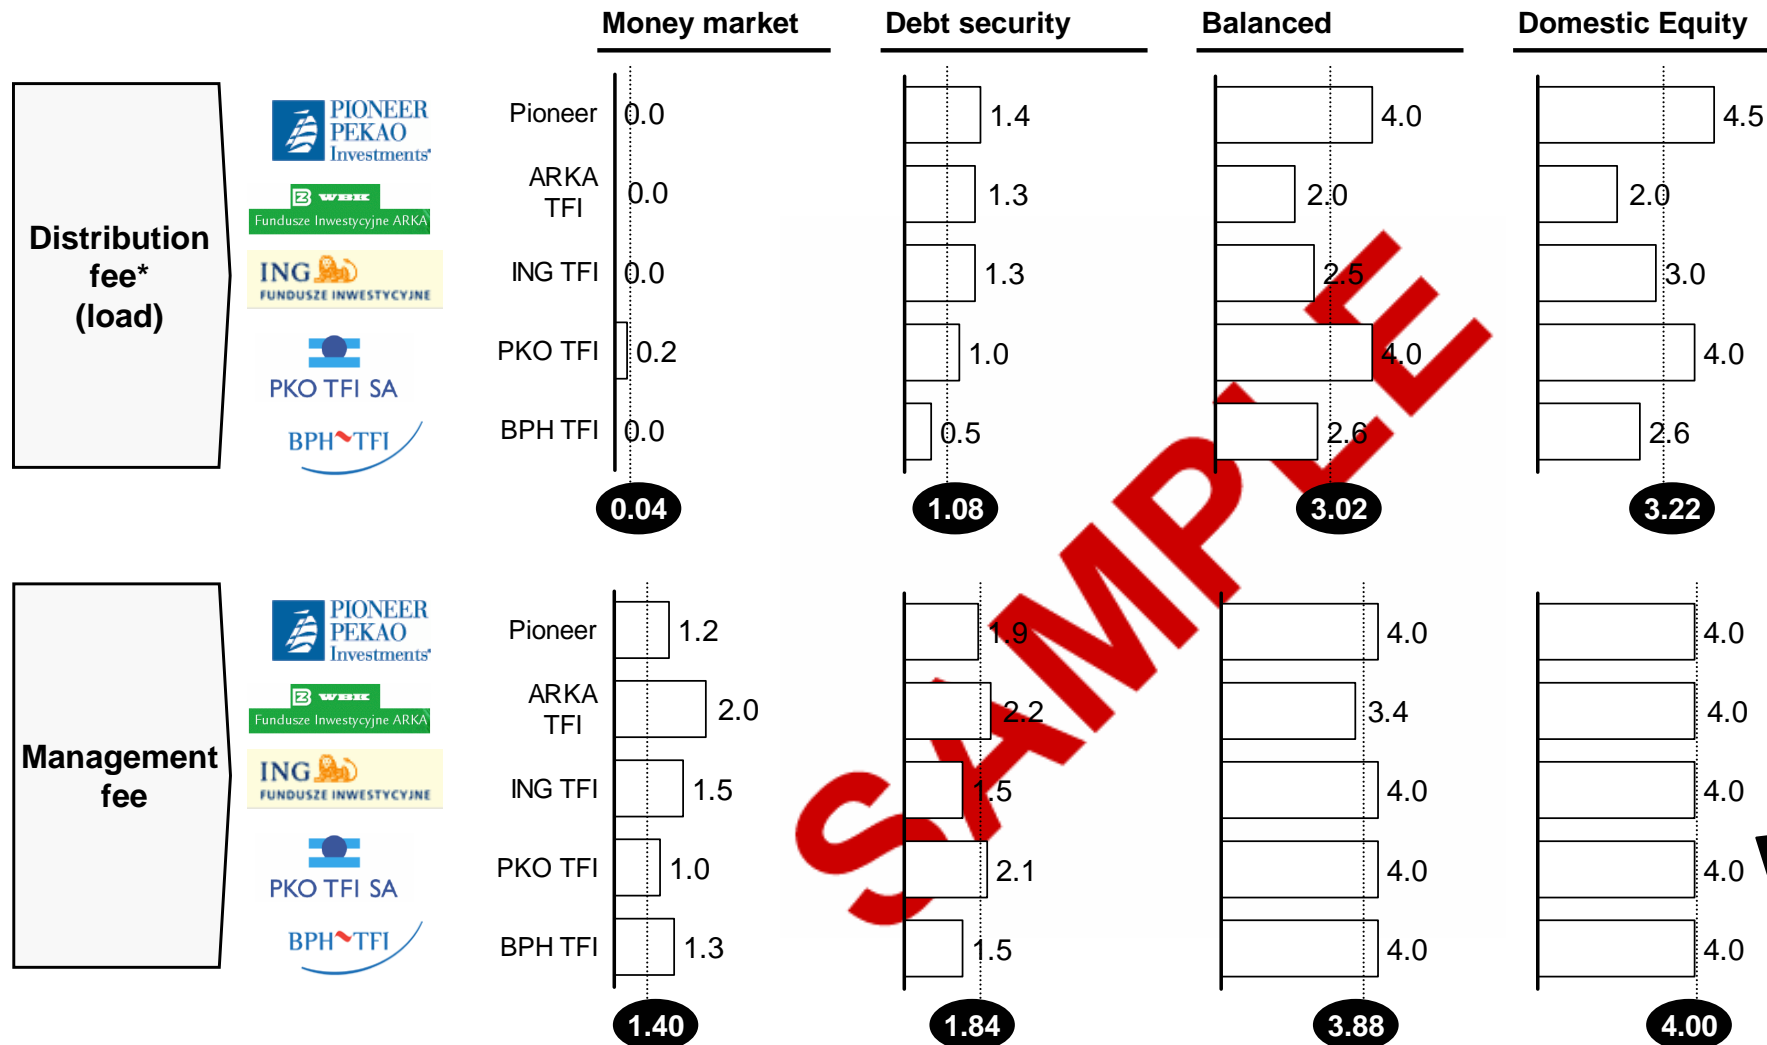 Money market
Debt security
Balanced
Domestic Equity
Distribution
fee*
(load)
PIONEER
PEKAO
Investments
WBK
Fundusze Inwestycyjne ARKA
ING
FUNDUSZE INWESTYCYJNE
PKO TFI SA
BPH TFI
Pioneer
0.0
1.4
4.0
4.5
ARKA
TFI
0.0
1.3
2.0
2.0
ING TFI
0.0
1.3
2.5
3.0
PKO TFI
0.2
1.0
4.0
4.0
BPH TFI
0.0
0.5
2.6
2.6
0.04
1.08
3.02
3.22
SAMPLE
Management
fee
PIONEER
PEKAO
Investments
WBK
Fundusze Inwestycyjne ARKA
ING
FUNDUSZE INWESTYCYJNE
PKO TFI SA
BPH TFI
Pioneer
1.2
1.9
4.0
4.0
ARKA
TFI
2.0
2.2
3.4
4.0
ING TFI
1.5
1.5
4.0
4.0
PKO TFI
1.0
2.1
4.0
4.0
BPH TFI
1.3
1.5
4.0
4.0
1.40
1.84
3.88
4.00